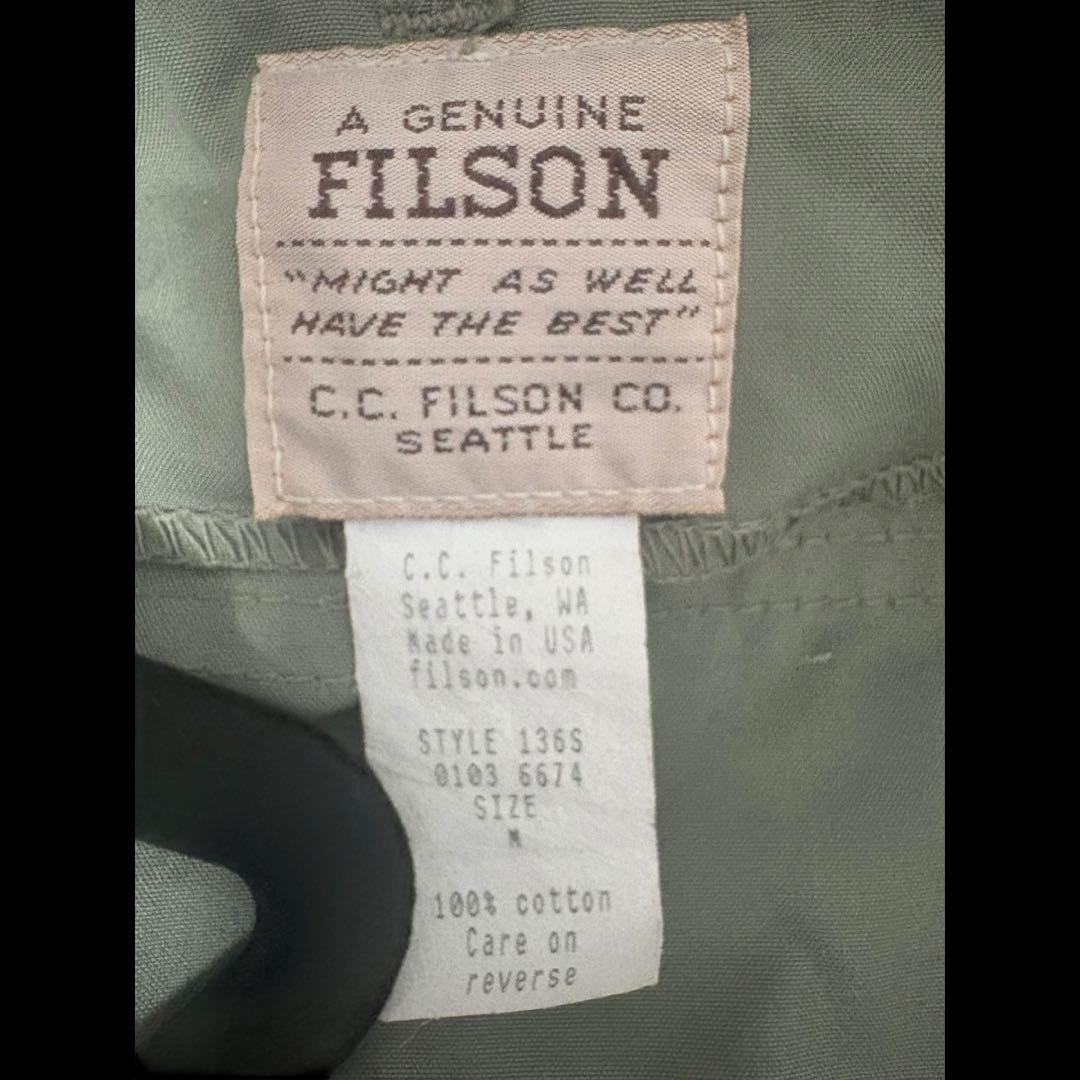 A GENUINE
FILSON
"MIGHT AS WELL
HAVE THE BEST"
C.C. FILSON CO.
SEATTLE
C.C. Filson
Seattle, WA
Made in USA
filson.com
STYLE 136S
0103 6674
SIZE
M
100% cotton
Care on
reverse